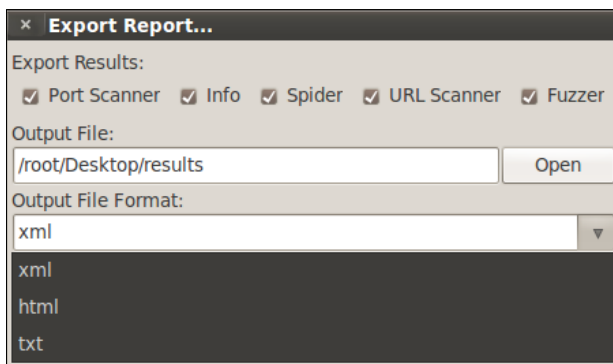 Export Report...
Export Results:
Port Scanner Info Spider URL Scanner Fuzzer
Output File:
/root/Desktop/results Open
Output File Format:
xml
xml
html
txt